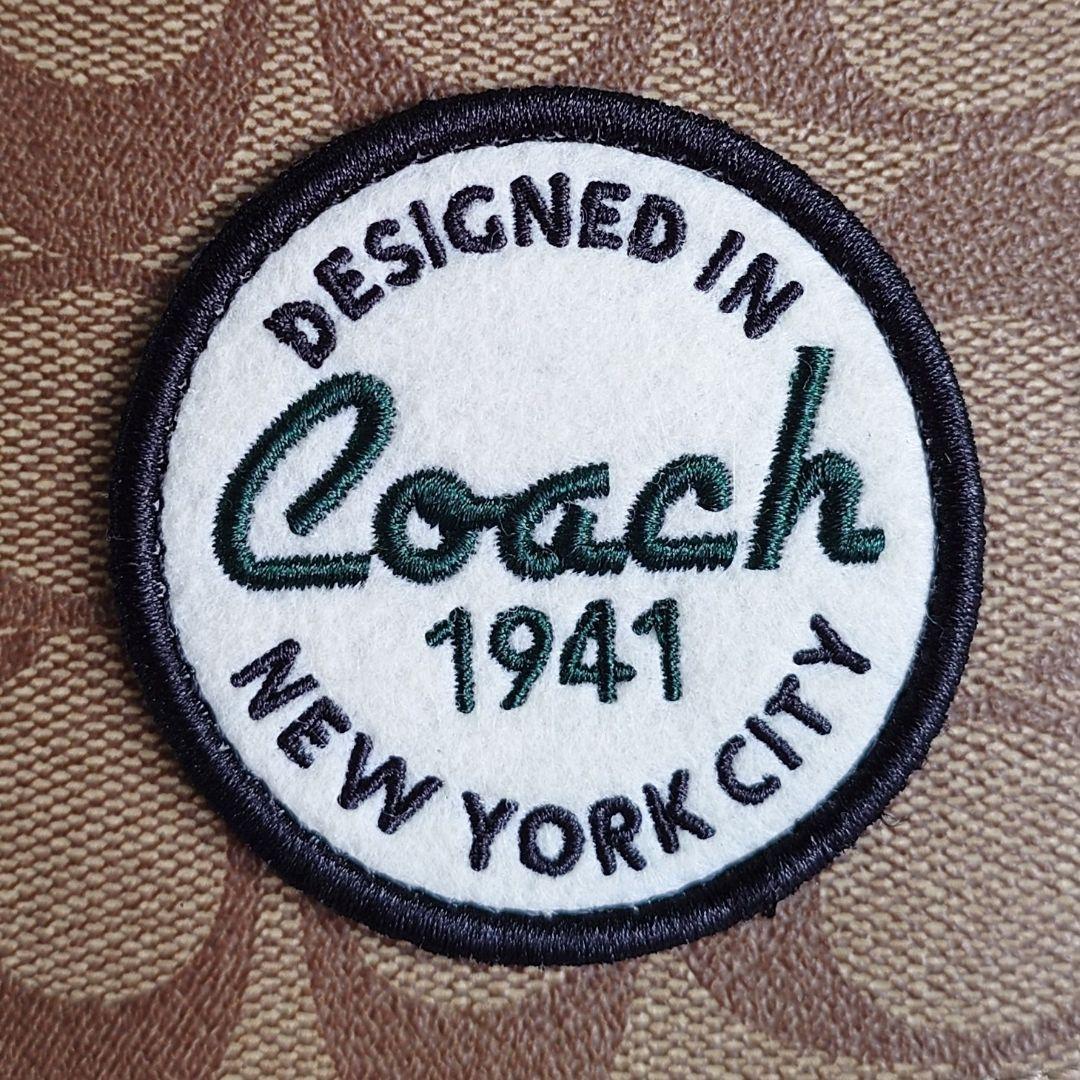 DESIGNED IN
Coach
1941
NEW YORK CITY